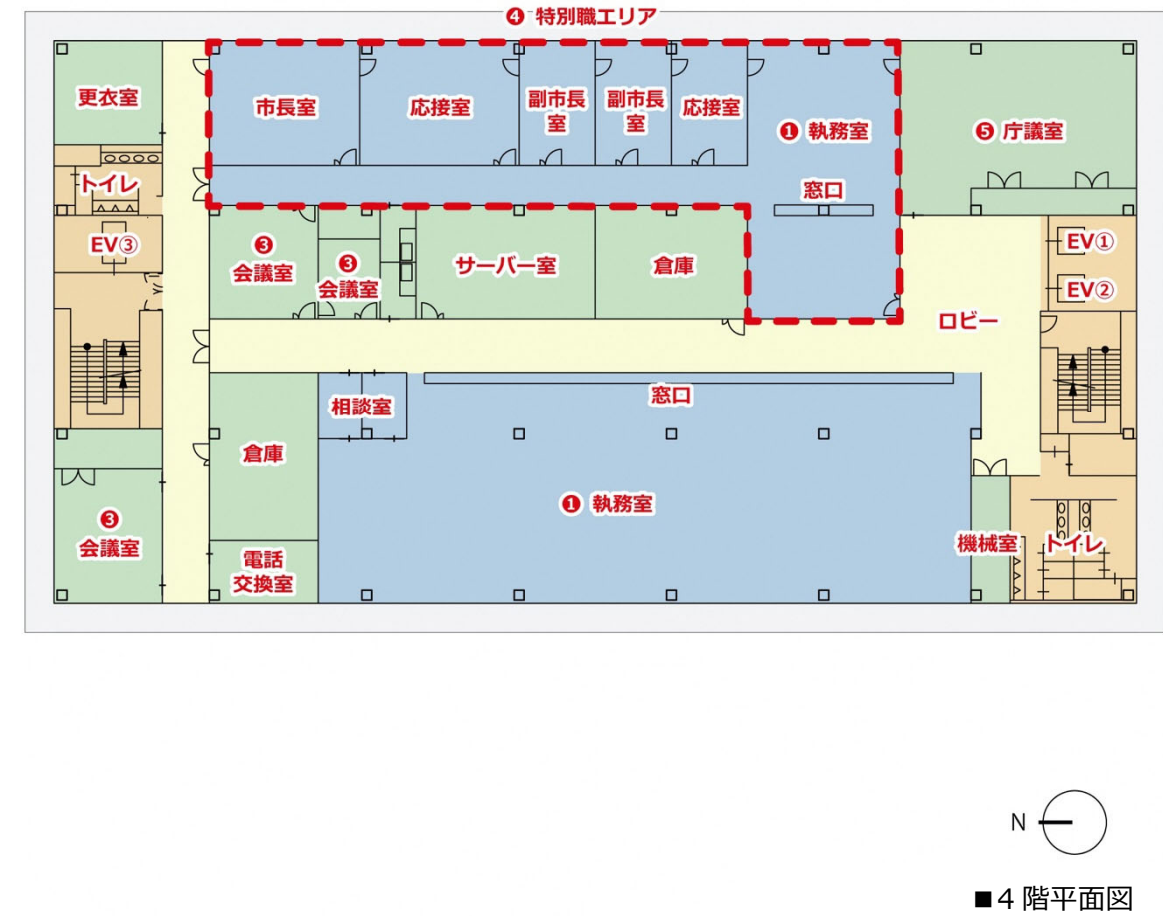 ❹ 特別職エリア
更衣室
市長室
応接室
副市長
室
副市長
室
応接室
❶ 執務室
❺ 庁議室
トイレ
窓口
EV③
❸
会議室
❸
会議室
サーバー室
倉庫
EV①
EV②
ロビー
相談室
窓口
倉庫
❶ 執務室
❸
会議室
電話
交換室
機械室
トイレ
N
■4 階平面図